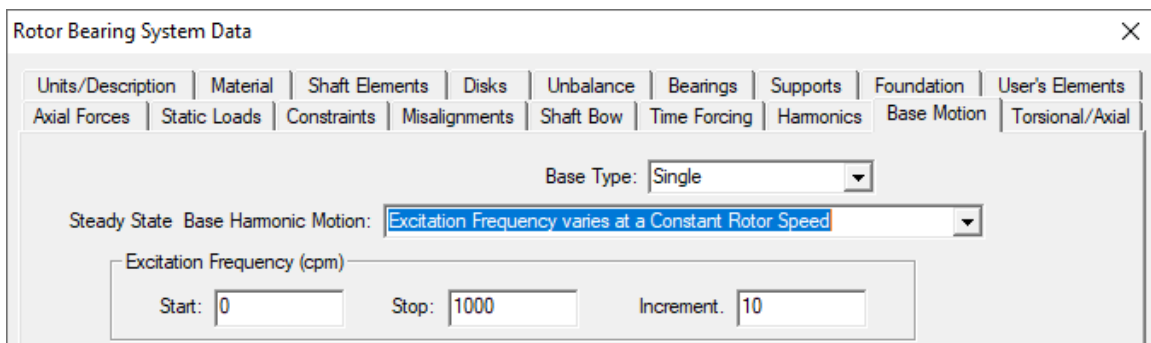 Rotor Bearing System Data
Units/Description Material Shaft Elements Disks Unbalance Bearings Supports Foundation User's Elements
Axial Forces Static Loads Constraints Misalignments Shaft Bow Time Forcing Harmonics Base Motion Torsional/Axial
Base Type: Single
Steady State Base Harmonic Motion: Excitation Frequency varies at a Constant Rotor Speed
Excitation Frequency (cpm)
Start: 0 Stop: 1000 Increment. 10